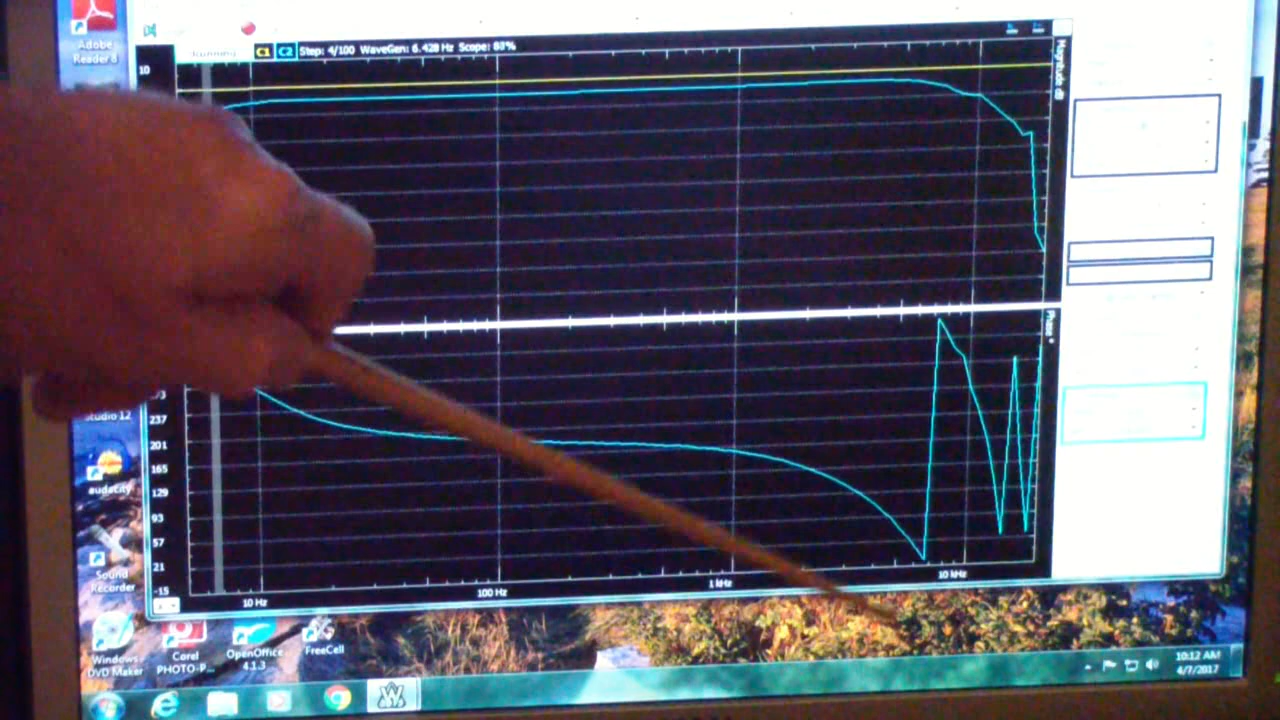 Adobe
Reader 8
Running
C1 C2 Step: 4/100 WaveGen: 6.428 Hz Scope: 83%
10
Magnitude dB
Phase °
237
201
165
129
93
57
21
-15
10 Hz
100 Hz
1 kHz
10 kHz
Studio 12
audacity
Sound
Recorder
Windows
DVD Maker
Corel
PHOTO-P...
OpenOffice
4.1.3
FreeCell
10:12 AM
4/7/2017